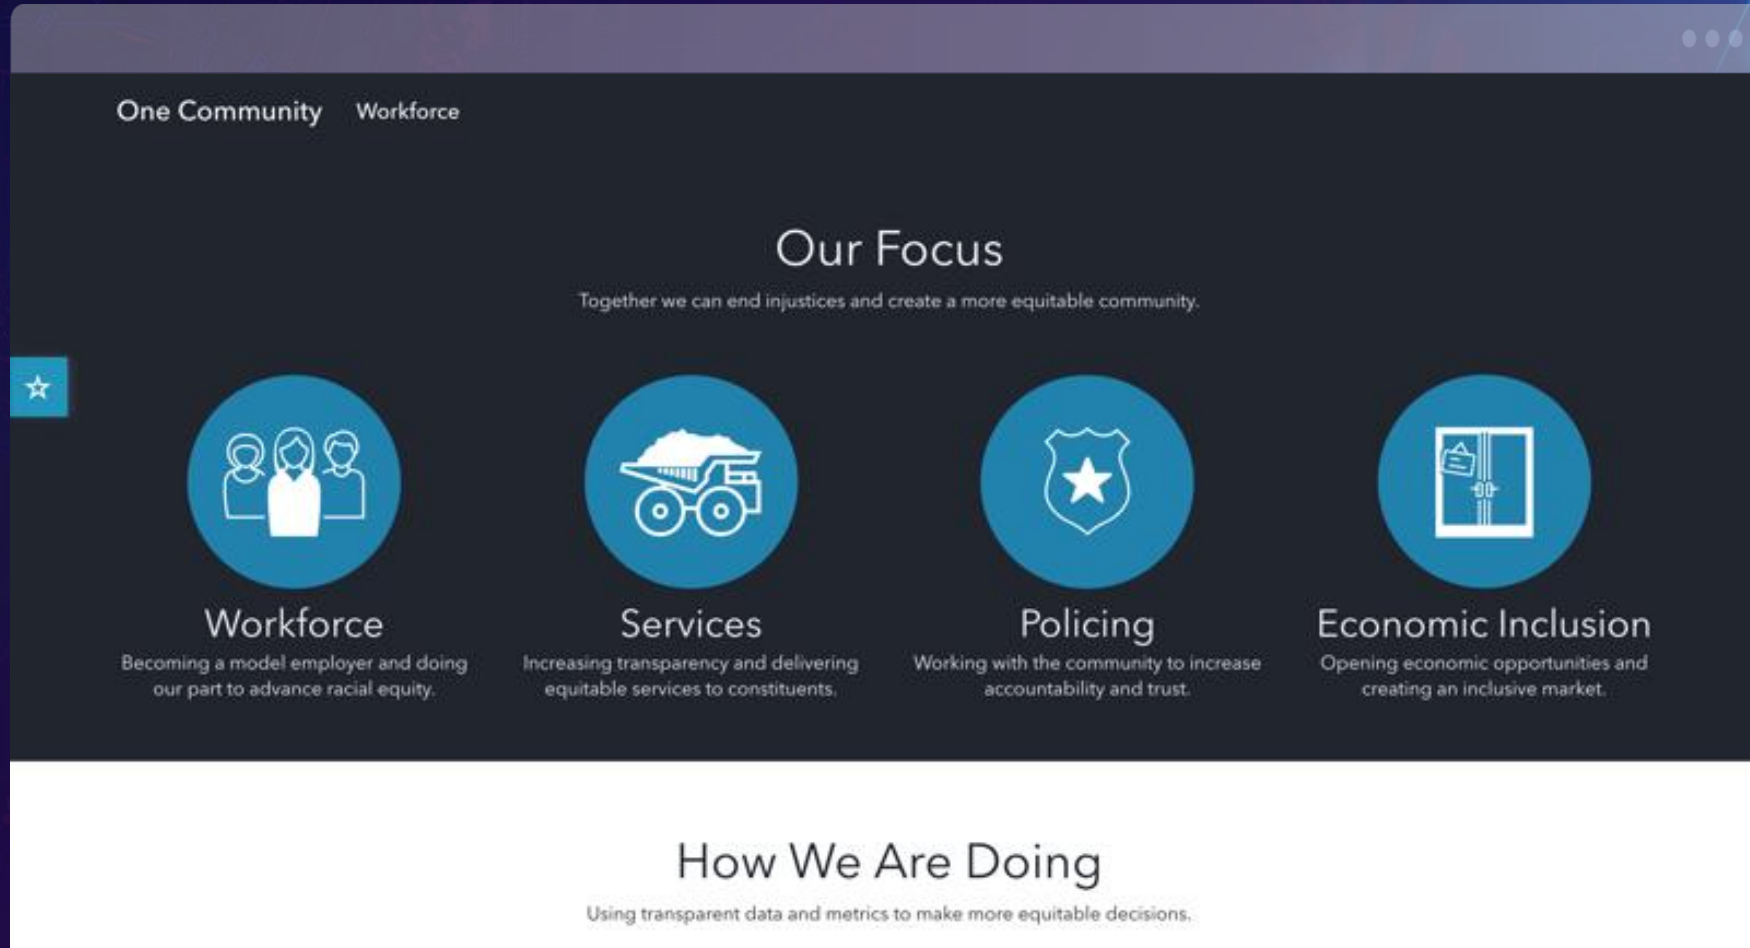 One Community Workforce
Our Focus
Together we can end injustices and create a more equitable community.
Workforce
Becoming a model employer and doing
our part to advance racial equity.
Services
Increasing transparency and delivering
equitable services to constituents.
Policing
Working with the community to increase
accountability and trust.
Economic Inclusion
Opening economic opportunities and
creating an inclusive market.
How We Are Doing
Using transparent data and metrics to make more equitable decisions.